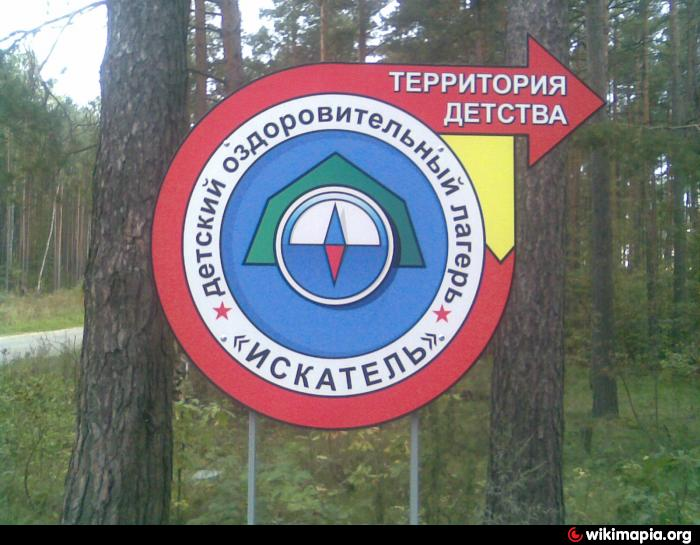 ТЕРРИТОРИЯ
ДЕТСТВА
детский оздоровительный лагерь
«ИСКАТЕЛЬ»
wikimapia.org